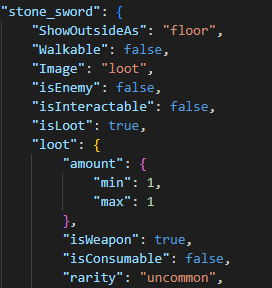 "stone_sword": {
"ShowOutsideAs": "floor",
"Walkable": false,
"Image": "loot",
"isEnemy": false,
"isInteractable": false,
"isLoot": true,
"loot": {
"amount": {
"min": 1,
"max": 1
},
"isWeapon": true,
"isConsumable": false,
"rarity": "uncommon",